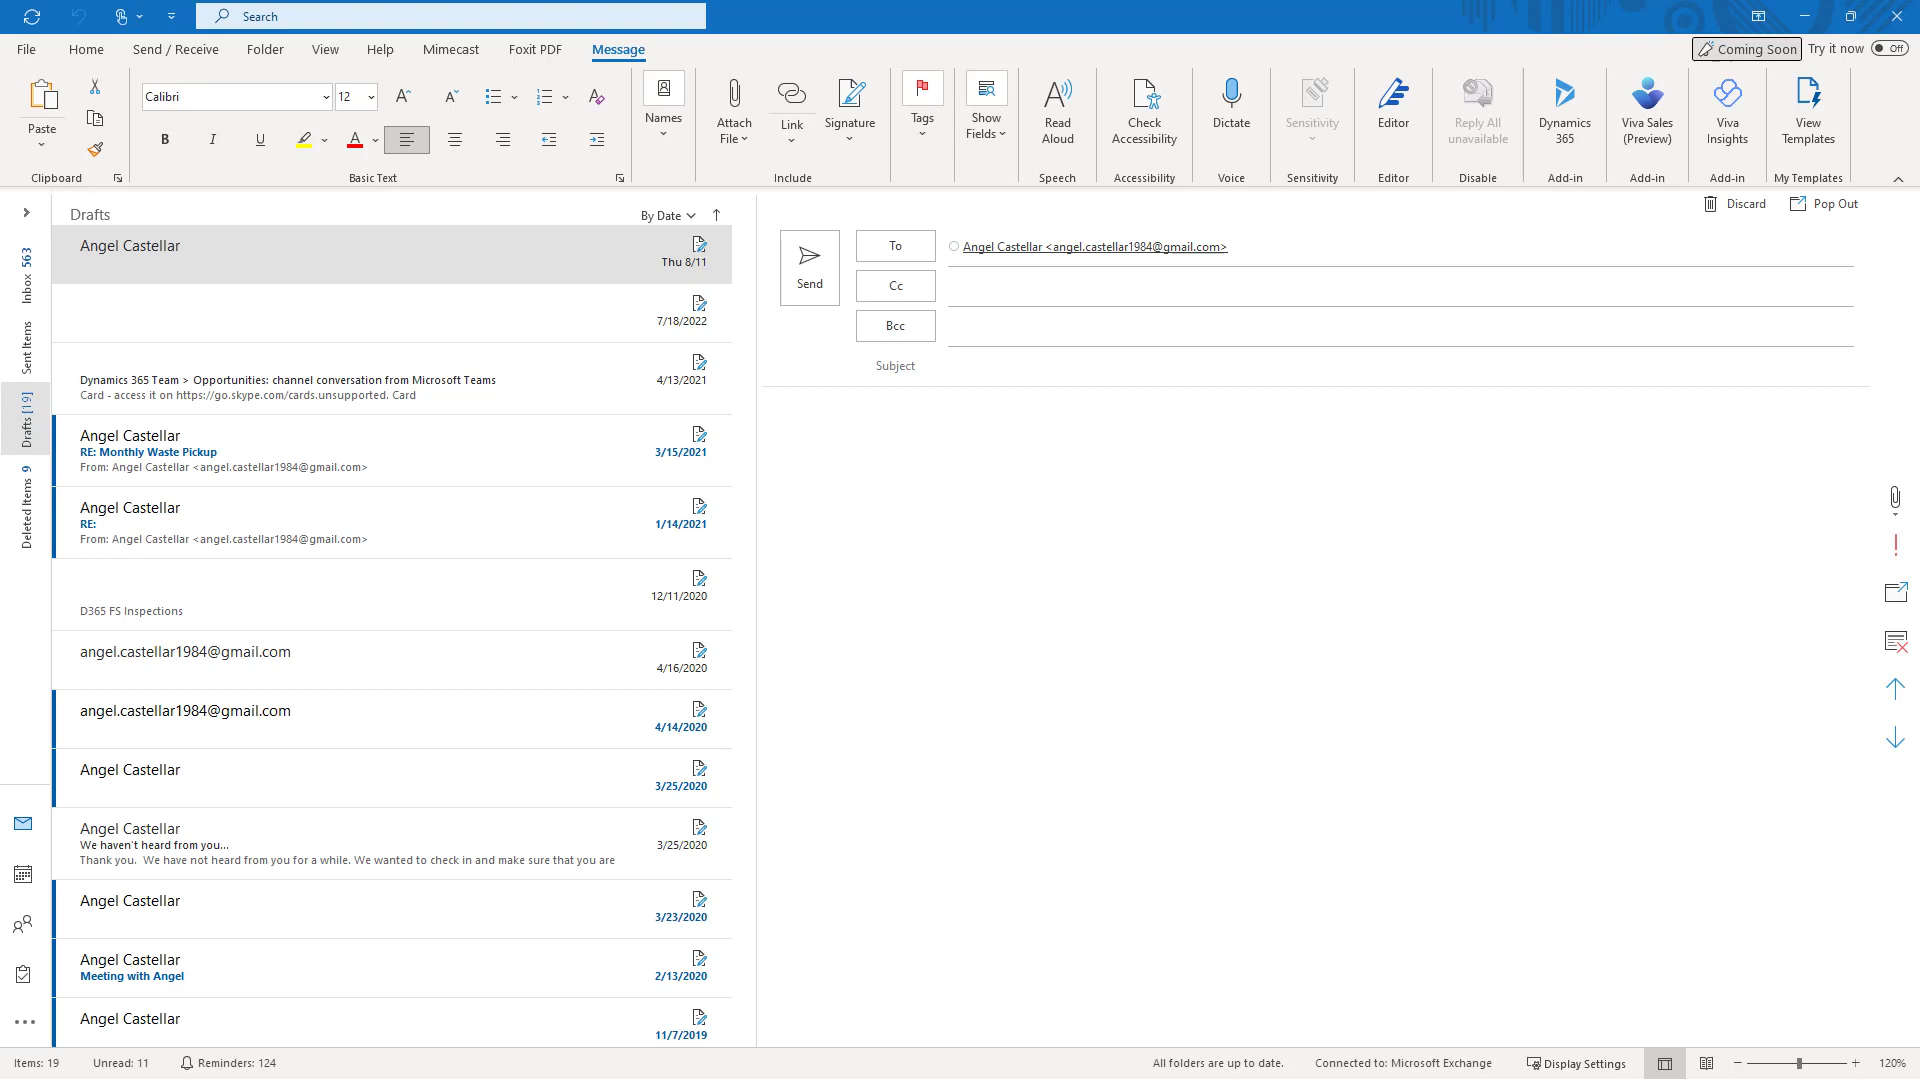 Search
File Home Send / Receive Folder View Help Mimecast Foxit PDF Message Coming Soon Try it now Off
Paste
Clipboard
Calibri 12
B I U A
Basic Text
Names
Attach File
Link
Signature
Include
Tags
Show Fields
Read Aloud
Speech
Check Accessibility
Accessibility
Dictate
Voice
Sensitivity
Sensitivity
Editor
Editor
Reply All unavailable
Disable
Dynamics 365
Add-in
Viva Sales (Preview)
Add-in
Viva Insights
Add-in
View Templates
My Templates
Inbox 563
Sent Items
Drafts [19]
Deleted Items 9
Drafts By Date
Angel Castellar
Thu 8/11
7/18/2022
Dynamics 365 Team > Opportunities: channel conversation from Microsoft Teams 4/13/2021
Card - access it on https://go.skype.com/cards.unsupported. Card
Angel Castellar
RE: Monthly Waste Pickup 3/15/2021
From: Angel Castellar <angel.castellar1984@gmail.com>
Angel Castellar
RE: 1/14/2021
From: Angel Castellar <angel.castellar1984@gmail.com>
12/11/2020
D365 FS Inspections
angel.castellar1984@gmail.com
4/16/2020
angel.castellar1984@gmail.com
4/14/2020
Angel Castellar
3/25/2020
Angel Castellar
We haven't heard from you... 3/25/2020
Thank you. We have not heard from you for a while. We wanted to check in and make sure that you are
Angel Castellar
3/23/2020
Angel Castellar
Meeting with Angel 2/13/2020
Angel Castellar
11/7/2019
Discard Pop Out
Send
To Angel Castellar <angel.castellar1984@gmail.com>
Cc
Bcc
Subject
Items: 19 Unread: 11 Reminders: 124 All folders are up to date. Connected to: Microsoft Exchange Display Settings 120%